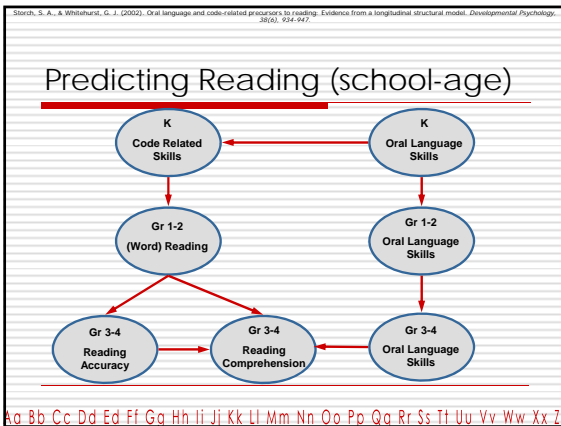 Storch, S. A., & Whitehurst, G. J. (2002). Oral language and code-related precursors to reading: Evidence from a longitudinal structural model. Developmental Psychology,
38(6), 934-947.
Predicting Reading (school-age)
K
Code Related
Skills
K
Oral Language
Skills
Gr 1-2
(Word) Reading
Gr 1-2
Oral Language
Skills
Gr 3-4
Reading
Accuracy
Gr 3-4
Reading
Comprehension
Gr 3-4
Oral Language
Skills
Aa Bb Cc Dd Ed Ff Gg Hh Ii Jj Kk Ll Mm Nn Oo Pp Qq Rr Ss Tt Uu Vv Ww Xx Z